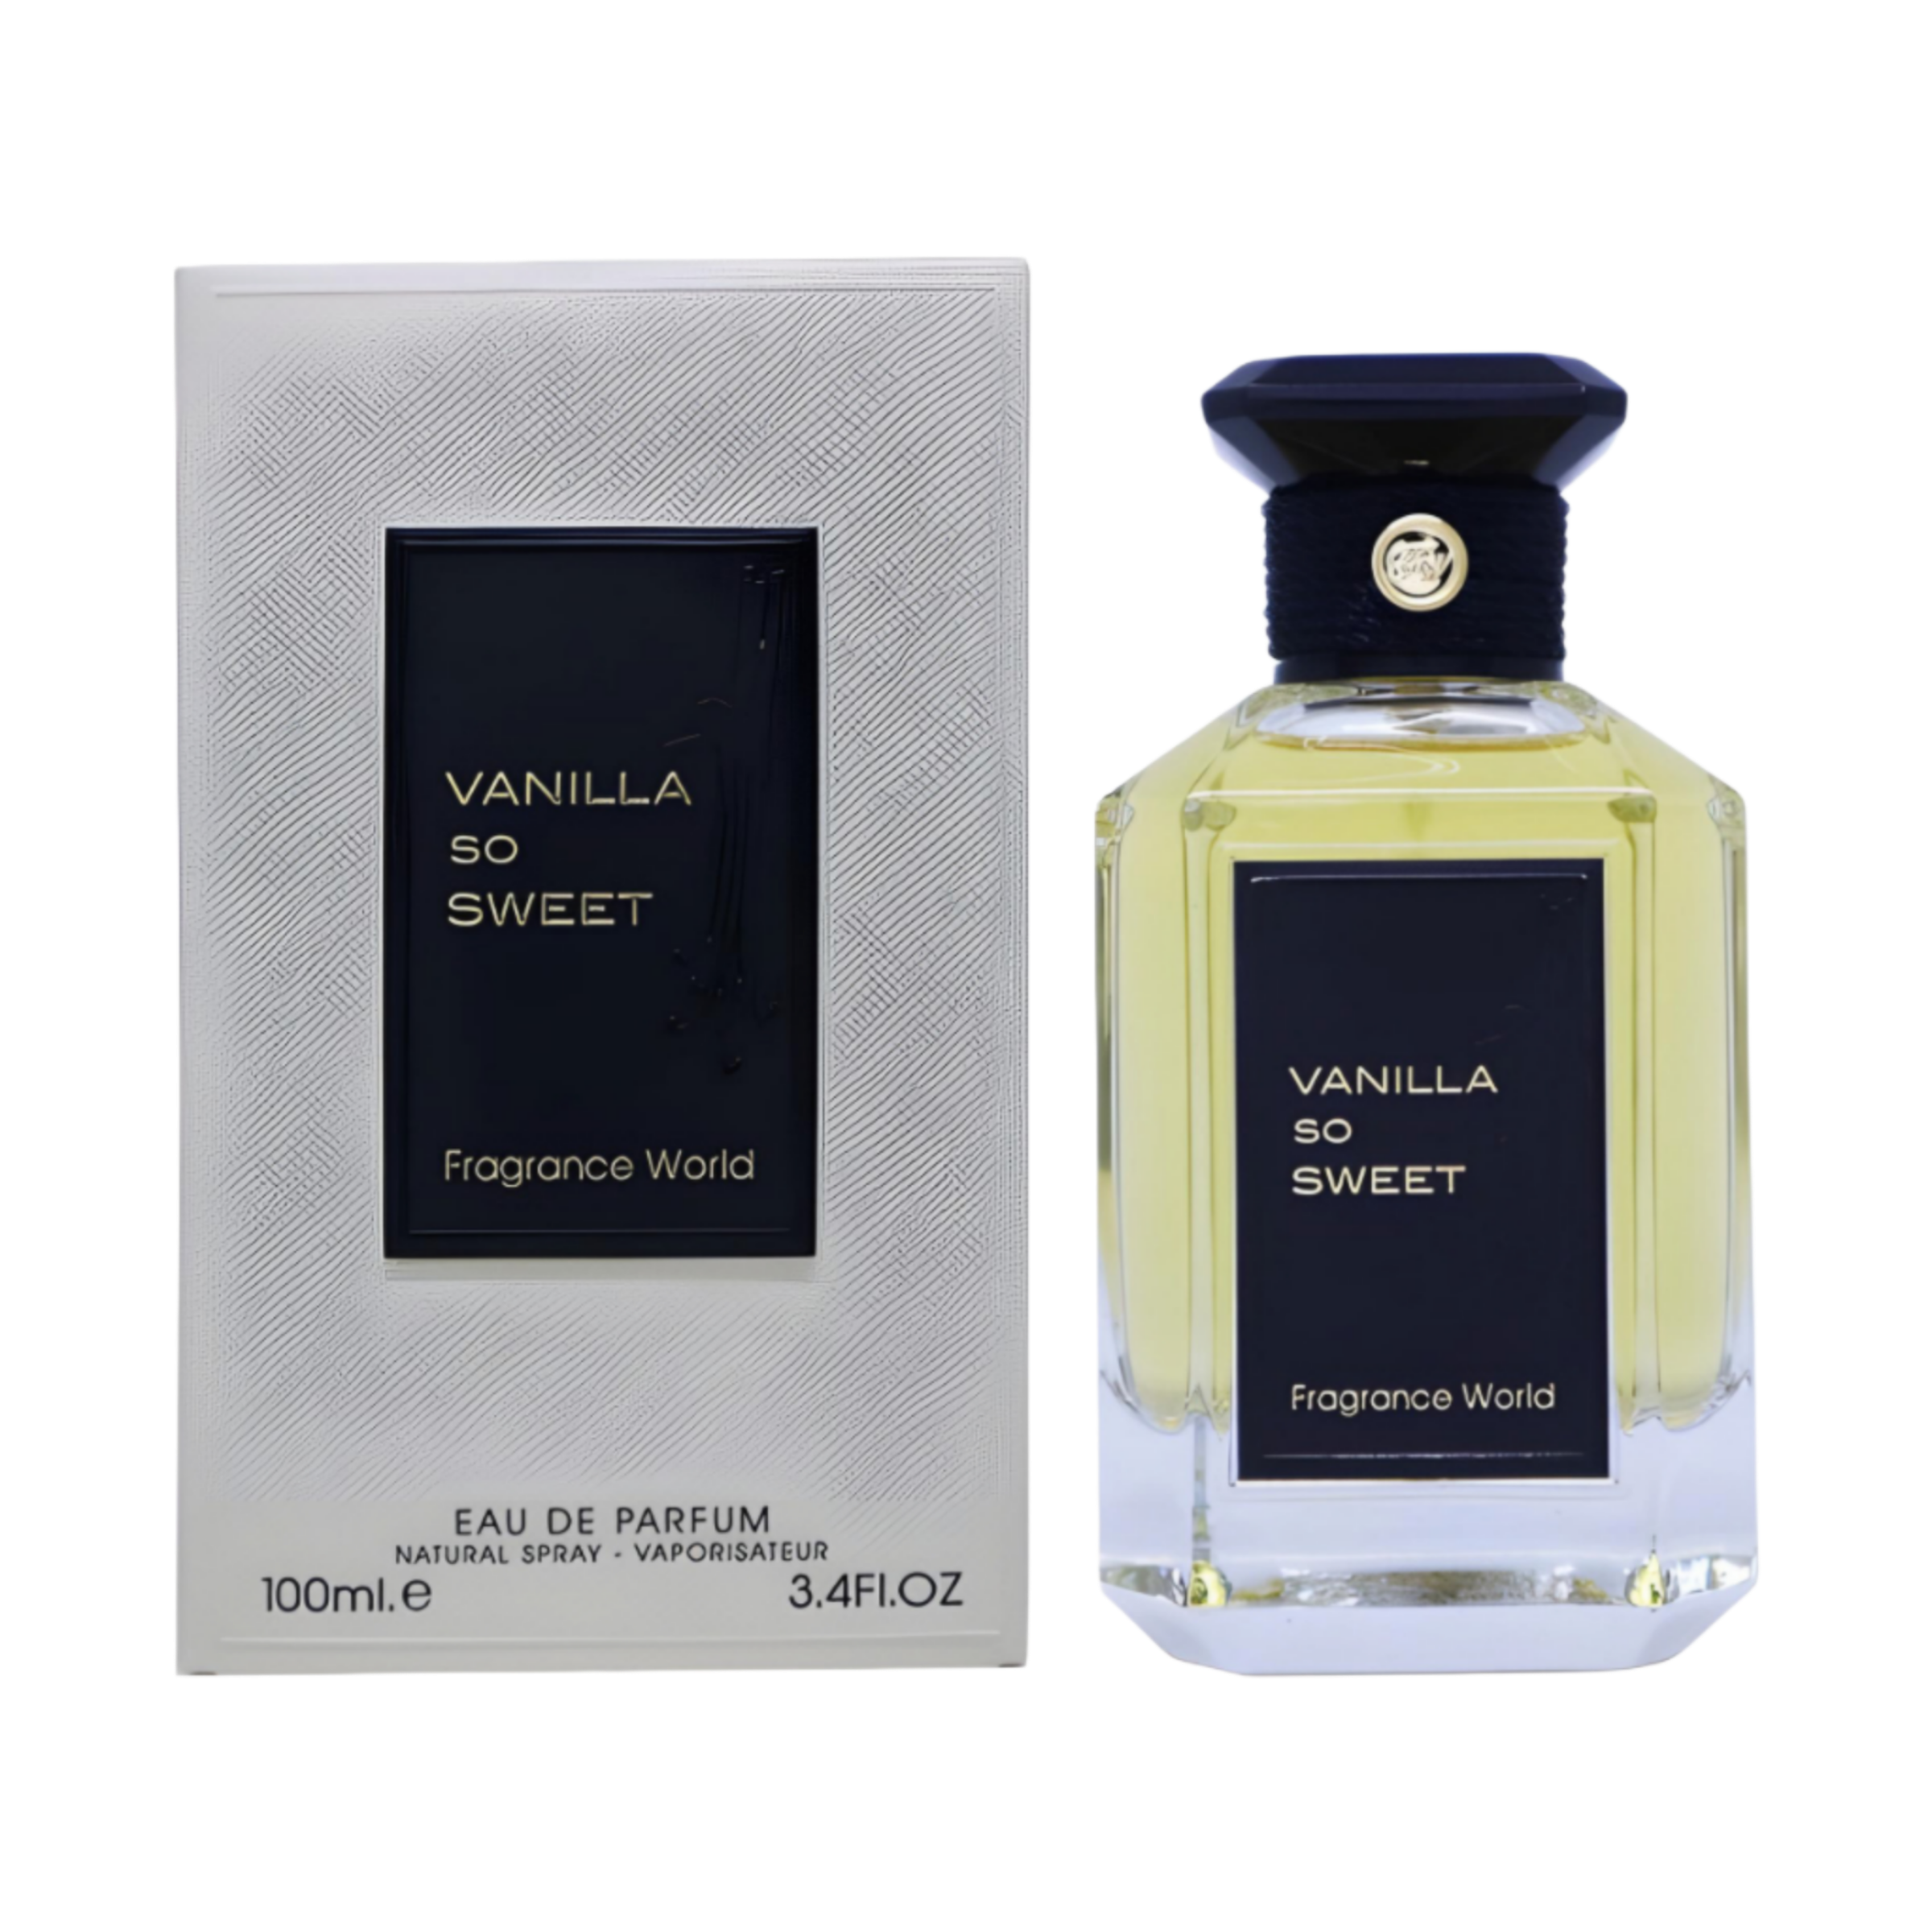 VANILLA
SO
SWEET
Fragrance World
EAU DE PARFUM
NATURAL SPRAY - VAPORISATEUR
100ml.e
3.4Fl.OZ
VANILLA
SO
SWEET
Fragrance World